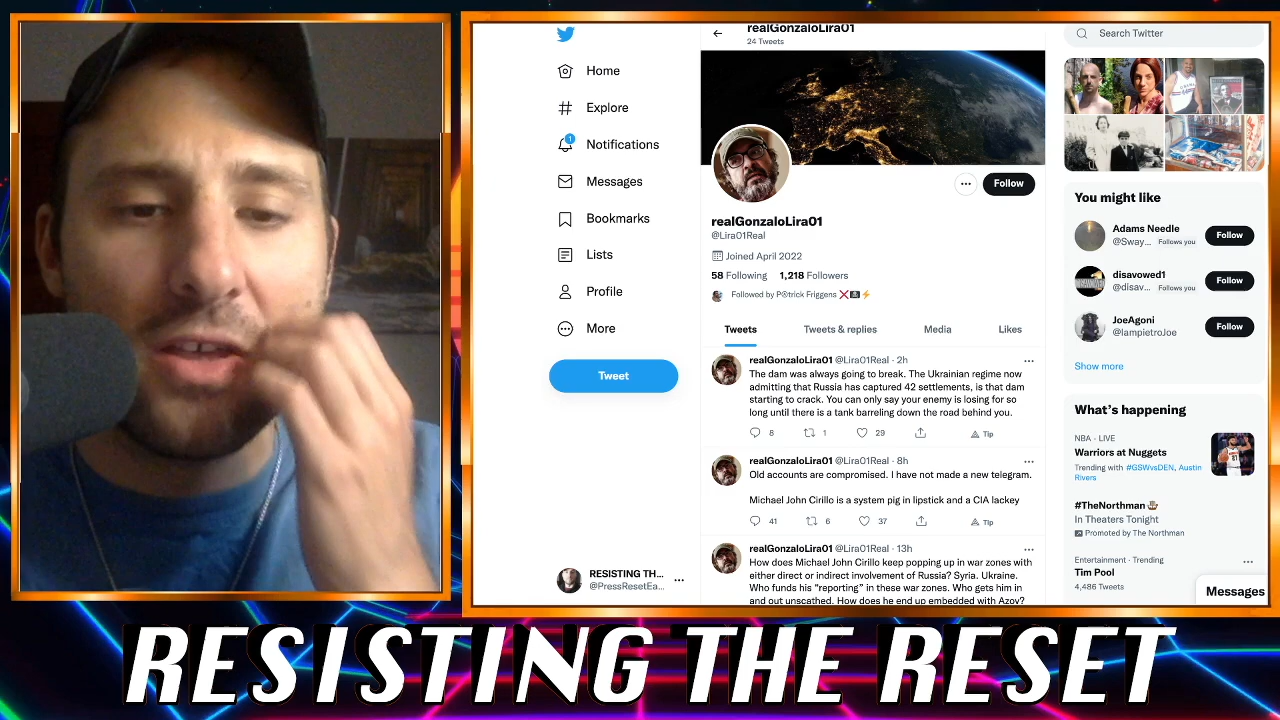 realGonzaloLira01
24 Tweets
Home
Explore
1
Notifications
Messages
Bookmarks
Lists
Profile
More
Tweet
RESISTING TH...
@PressResetEa...
Follow
realGonzaloLira01
@Lira01Real
Joined April 2022
58 Following 1,218 Followers
Followed by P®trick Friggens ❌🏴‍☠️⚡
Tweets Tweets & replies Media Likes
realGonzaloLira01 @Lira01Real · 2h
The dam was always going to break. The Ukrainian regime now
admitting that Russia has captured 42 settlements, is that dam
starting to crack. You can only say your enemy is losing for so
long until there is a tank barreling down the road behind you.
8 1 29 Tip
realGonzaloLira01 @Lira01Real · 8h
Old accounts are compromised. I have not made a new telegram.
Michael John Cirillo is a system pig in lipstick and a CIA lackey
41 6 37 Tip
realGonzaloLira01 @Lira01Real · 13h
How does Michael John Cirillo keep popping up in war zones with
either direct or indirect involvement of Russia? Syria. Ukraine.
Who funds his "reporting" in these war zones. Who gets him in
and out unscathed. How does he end up embedded with Azov?
Search Twitter
You might like
Adams Needle
@Sway... Follows you
Follow
disavowed1
@disav... Follows you
Follow
JoeAgoni
@IampietroJoe
Follow
Show more
What's happening
NBA · LIVE
Warriors at Nuggets
Trending with #GSWvsDEN, Austin
Rivers
#TheNorthman
In Theaters Tonight
Promoted by The Northman
Entertainment · Trending
Tim Pool
4,486 Tweets
Messages
RESISTING THE RESET